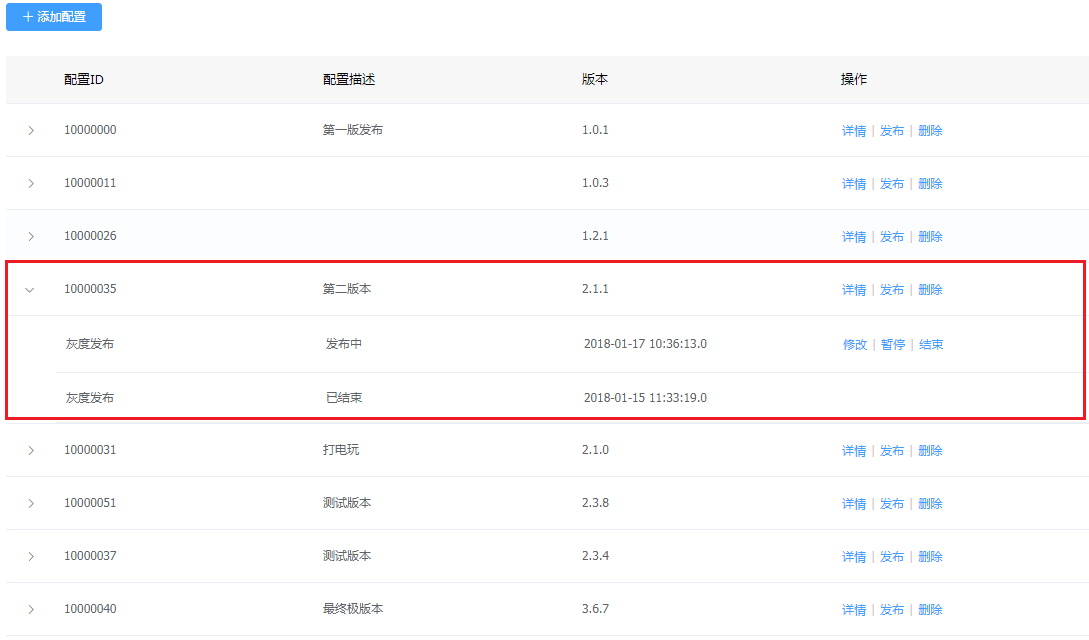 + 添加配置
配置ID 配置描述 版本 操作
10000000 第一版发布 1.0.1 详情 | 发布 | 删除
10000011 1.0.3 详情 | 发布 | 删除
10000026 1.2.1 详情 | 发布 | 删除
10000035 第二版本 2.1.1 详情 | 发布 | 删除
灰度发布 发布中 2018-01-17 10:36:13.0 修改 | 暂停 | 结束
灰度发布 已结束 2018-01-15 11:33:19.0
10000031 打电玩 2.1.0 详情 | 发布 | 删除
10000051 测试版本 2.3.8 详情 | 发布 | 删除
10000037 测试版本 2.3.4 详情 | 发布 | 删除
10000040 最终极版本 3.6.7 详情 | 发布 | 删除